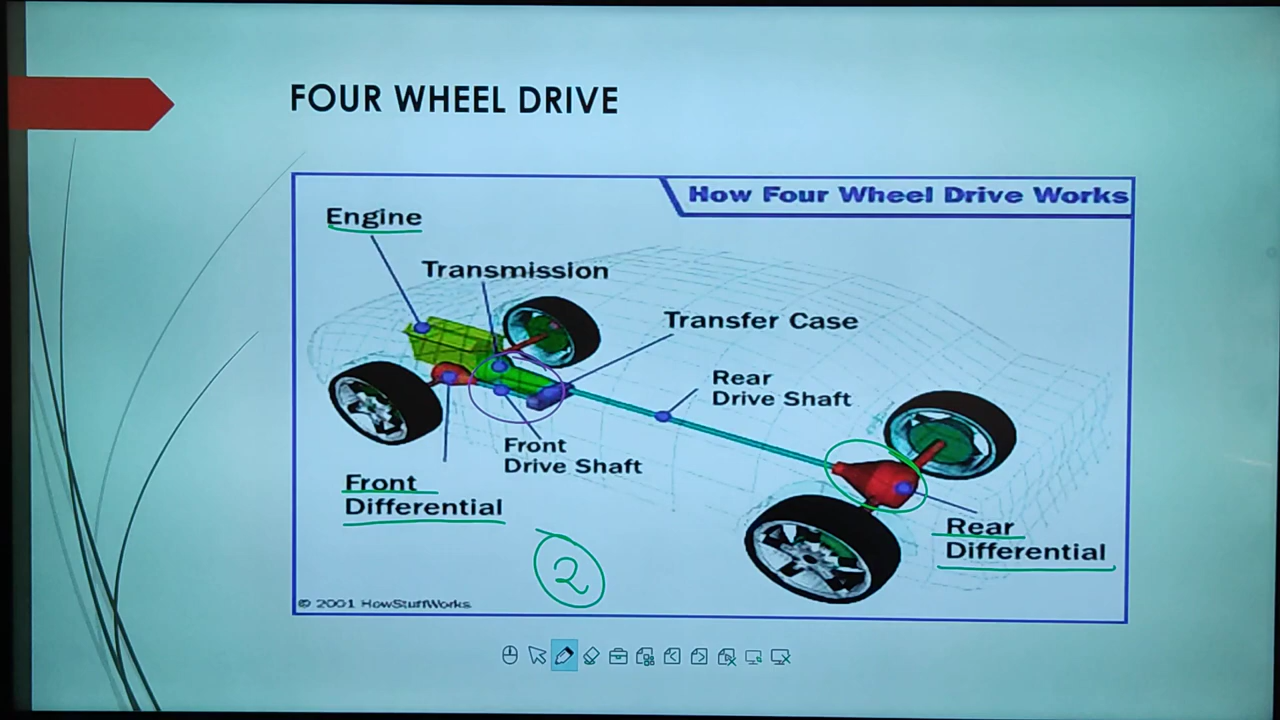 FOUR WHEEL DRIVE
How Four Wheel Drive Works
Engine
Transmission
Transfer Case
Rear
Drive Shaft
Front
Drive Shaft
Front
Differential
Rear
Differential
2
© 2001 HowStuffWorks